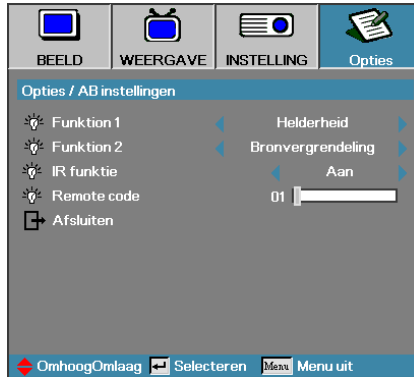 BEELD WEERGAVE INSTELLING Opties
Opties / AB instellingen
Funktion 1 Helderheid
Funktion 2 Bronvergrendeling
IR funktie Aan
Remote code 01
Afsluiten
OmhoogOmlaag Selecteren Menu Menu uit